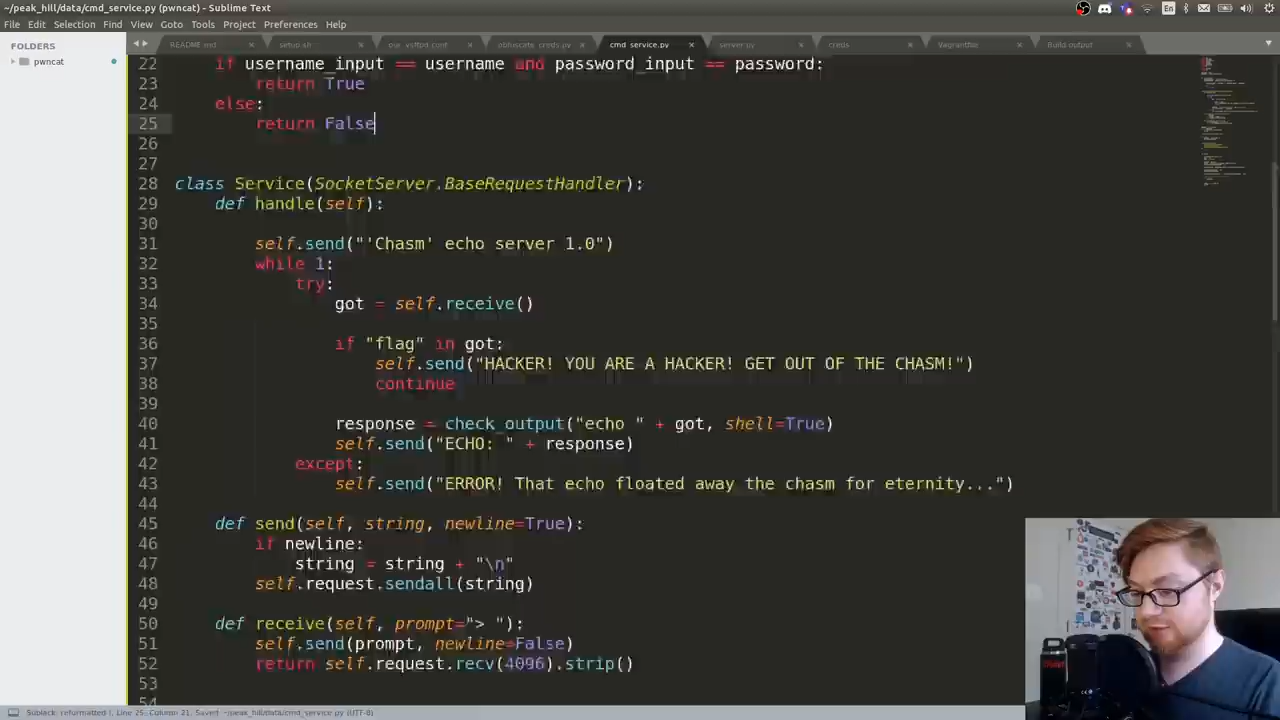 ~/peak_hill/data/cmd_service.py (pwncat) - Sublime Text
En
File Edit Selection Find View Goto Tools Project Preferences Help
FOLDERS
pwncat
README.md setup.sh our_vsftpd.conf obfuscate_creds.py cmd_service.py server.py creds Vagrantfile Build output
22 if username_input == username and password_input == password:
23 return True
24 else:
25 return False
26
27
28 class Service(SocketServer.BaseRequestHandler):
29 def handle(self):
30
31 self.send("'Chasm' echo server 1.0")
32 while 1:
33 try:
34 got = self.receive()
35
36 if "flag" in got:
37 self.send("HACKER! YOU ARE A HACKER! GET OUT OF THE CHASM!")
38 continue
39
40 response = check_output("echo " + got, shell=True)
41 self.send("ECHO: " + response)
42 except:
43 self.send("ERROR! That echo floated away the chasm for eternity...")
44
45 def send(self, string, newline=True):
46 if newline:
47 string = string + "\n"
48 self.request.sendall(string)
49
50 def receive(self, prompt="> "):
51 self.send(prompt, newline=False)
52 return self.request.recv(4096).strip()
53
54
Line 25, Column 21, Saved ~/peak_hill/data/cmd_service.py (UTF-8)